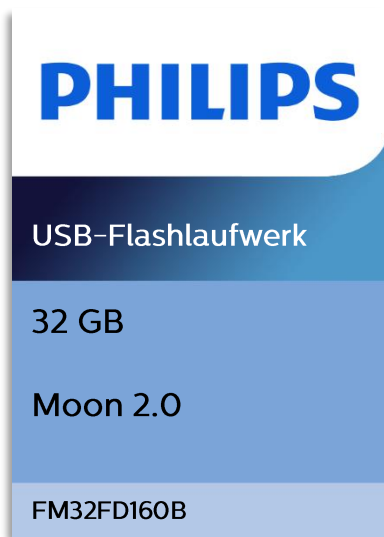 PHILIPS
USB-Flashlaufwerk
32 GB
Moon 2.0
FM32FD160B